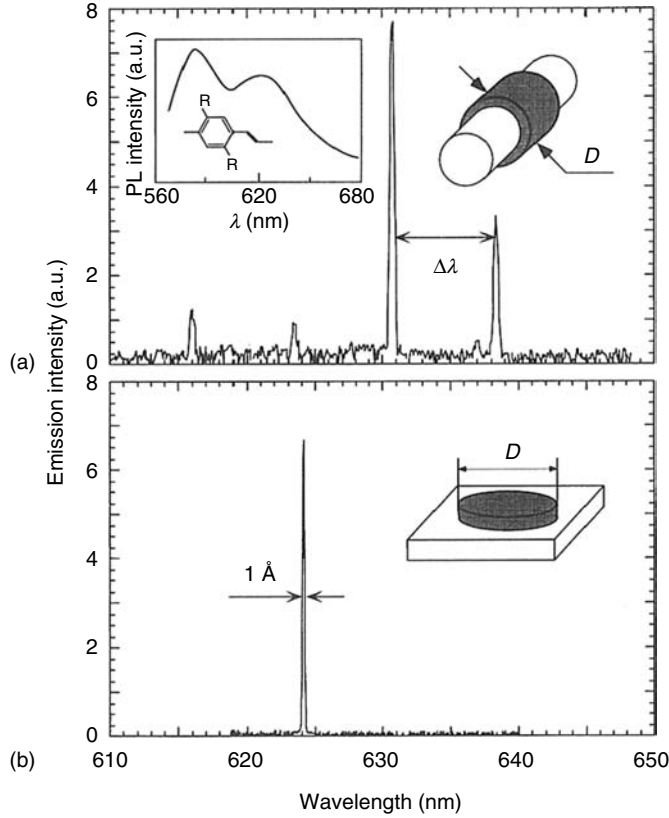 8
6
4
2
0
PL intensity (a.u.)
R
R
560
620
680
λ (nm)
D
Δλ
(a)
Emission intensity (a.u.)
8
6
4
2
0
D
1 Å
(b)
610
620
630
640
650
Wavelength (nm)